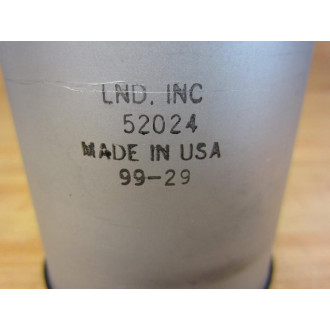 LND, INC
52024
MADE IN USA
99-29